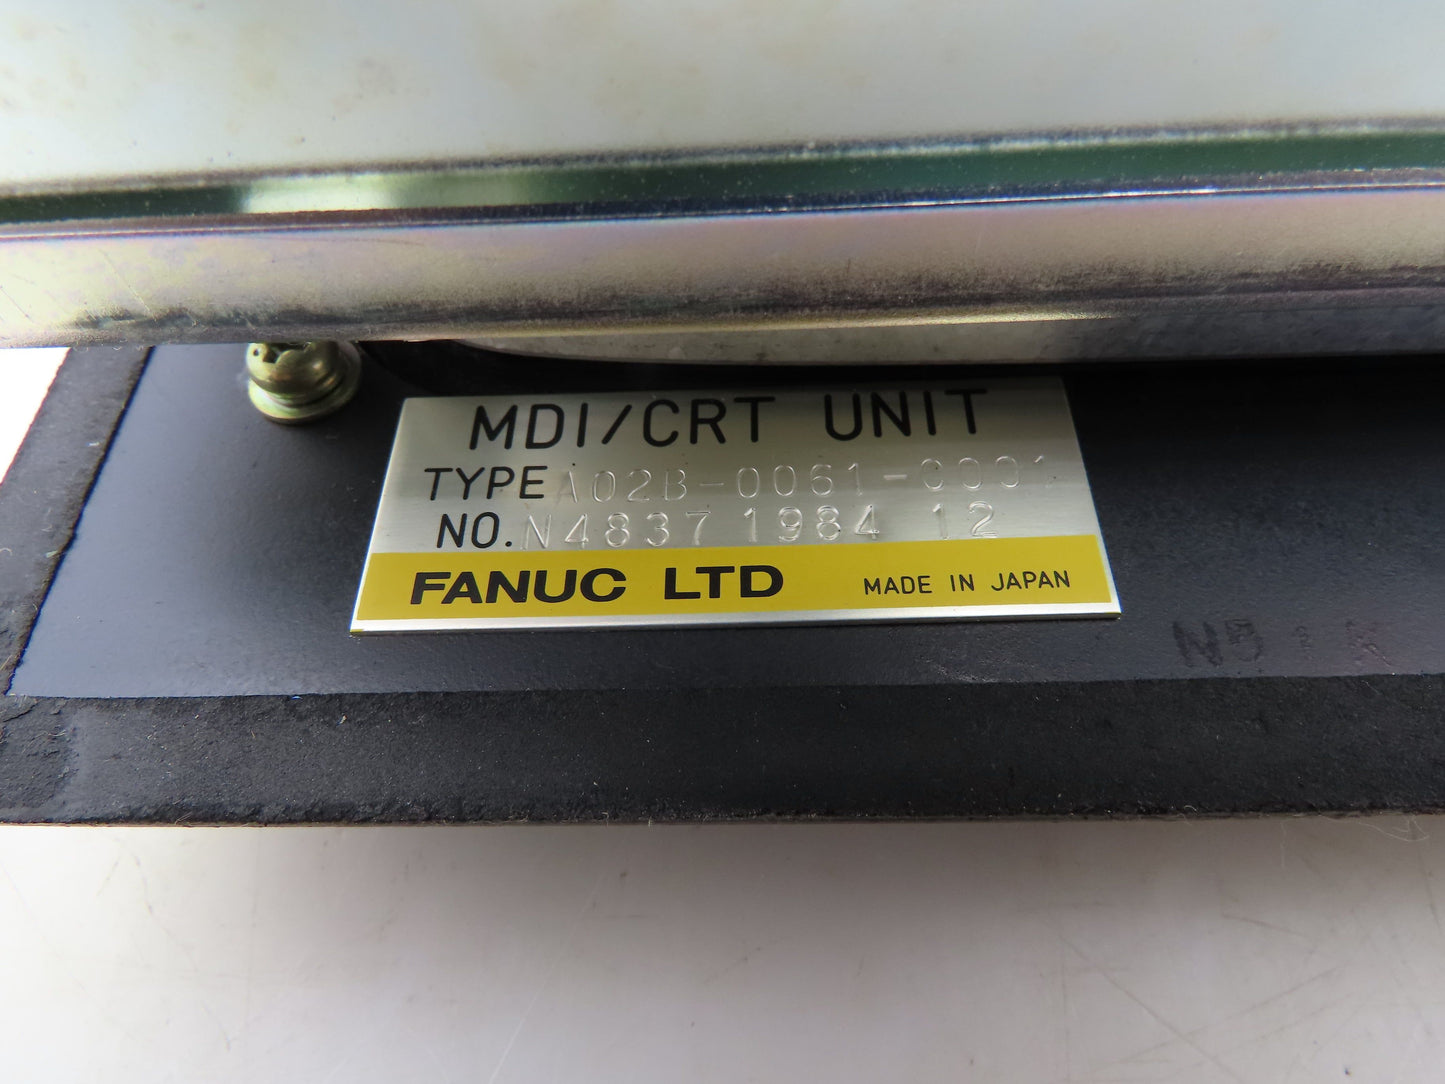 MDI/CRT UNIT
TYPE A02B-0061-C001
NO. N4837 1984 12
FANUC LTD MADE IN JAPAN